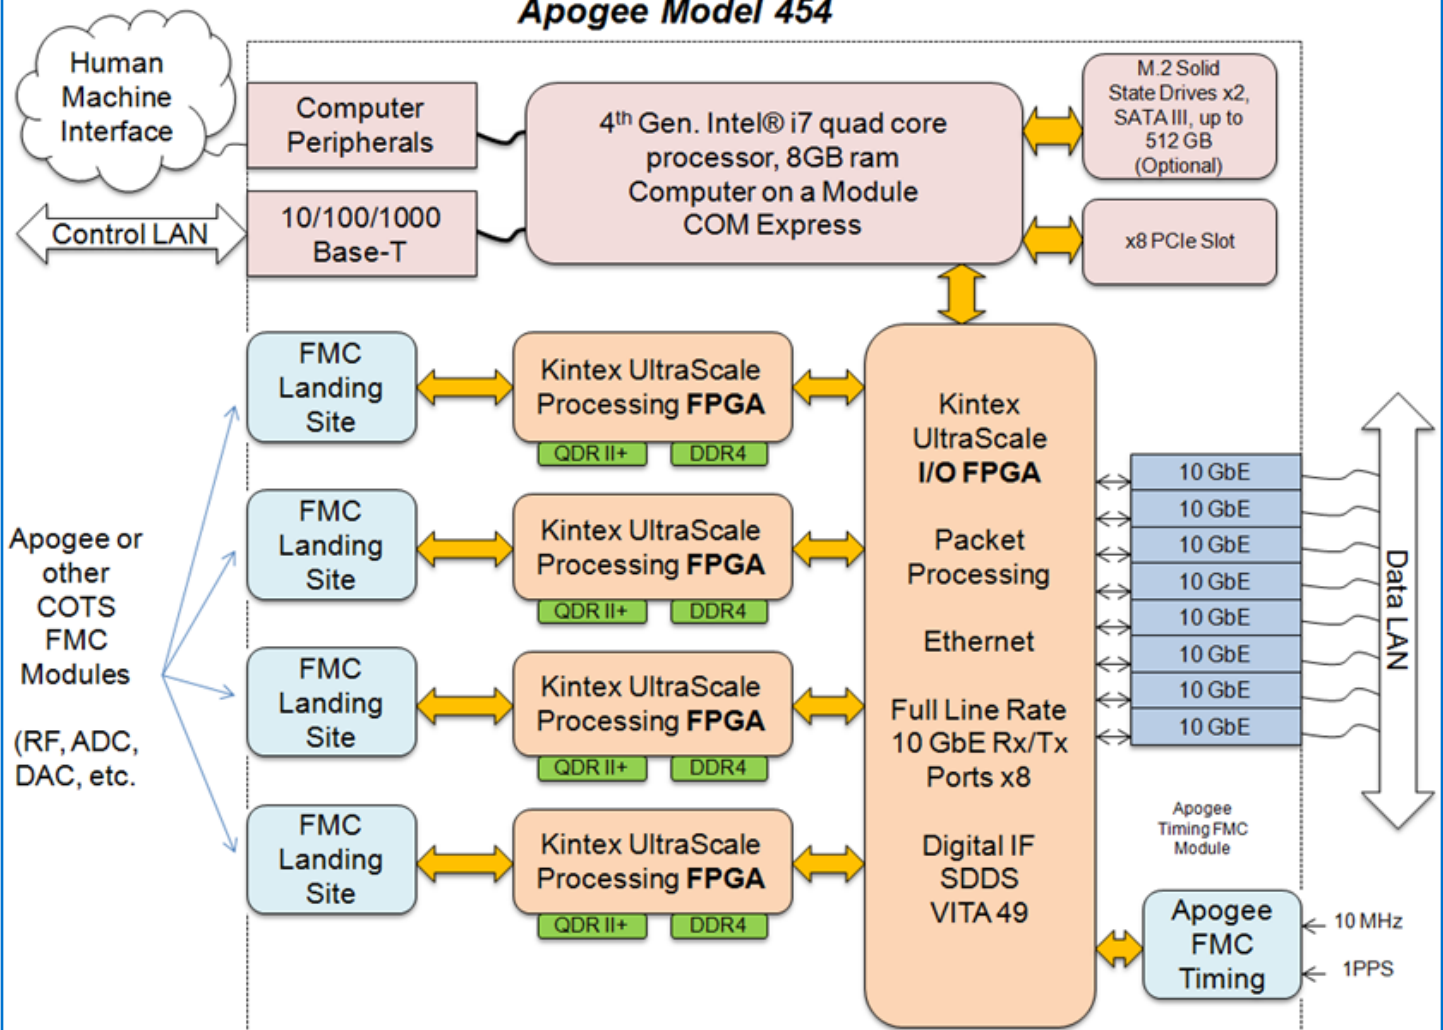 Apogee Model 454
Human
Machine
Interface
Computer
Peripherals
4th Gen. Intel® i7 quad core
processor, 8GB ram
Computer on a Module
COM Express
M.2 Solid
State Drives x2,
SATA III, up to
512 GB
(Optional)
Control LAN
10/100/1000
Base-T
x8 PCIe Slot
FMC
Landing
Site
Kintex UltraScale
Processing FPGA
QDR II+
DDR4
FMC
Landing
Site
Kintex UltraScale
Processing FPGA
QDR II+
DDR4
FMC
Landing
Site
Kintex UltraScale
Processing FPGA
QDR II+
DDR4
FMC
Landing
Site
Kintex UltraScale
Processing FPGA
QDR II+
DDR4
Apogee or
other
COTS
FMC
Modules
(RF, ADC,
DAC, etc.
Kintex
UltraScale
I/O FPGA
Packet
Processing
Ethernet
Full Line Rate
10 GbE Rx/Tx
Ports x8
Digital IF
SDDS
VITA 49
10 GbE
10 GbE
10 GbE
10 GbE
10 GbE
10 GbE
10 GbE
10 GbE
Data LAN
Apogee
Timing FMC
Module
Apogee
FMC
Timing
10 MHz
1PPS